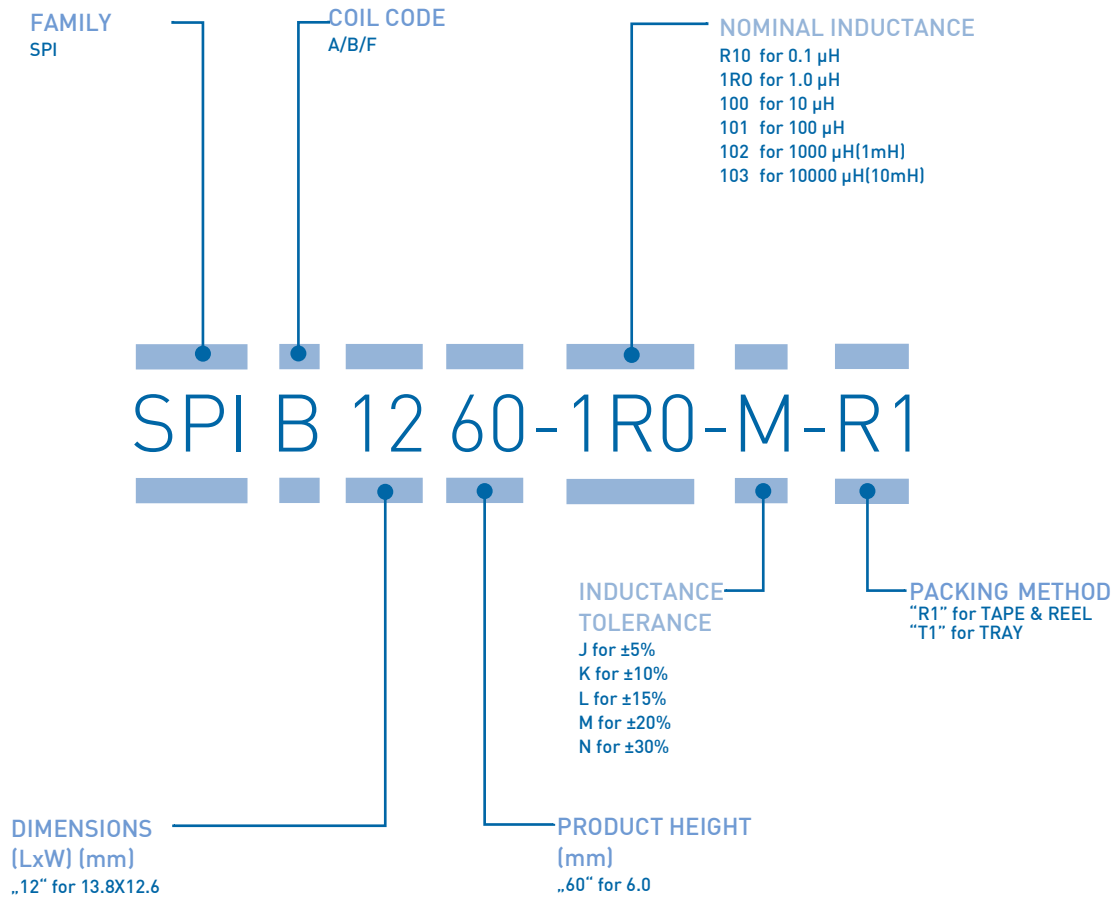 FAMILY
SPI
COIL CODE
A/B/F
NOMINAL INDUCTANCE
R10 for 0.1 µH
1RO for 1.0 µH
100 for 10 µH
101 for 100 µH
102 for 1000 µH(1mH)
103 for 10000 µH(10mH)
SPI B 12 60-1R0-M-R1
INDUCTANCE
TOLERANCE
J for ±5%
K for ±10%
L for ±15%
M for ±20%
N for ±30%
PACKING METHOD
“R1” for TAPE & REEL
“T1” for TRAY
DIMENSIONS
(LxW) (mm)
„12“ for 13.8X12.6
PRODUCT HEIGHT
(mm)
„60“ for 6.0